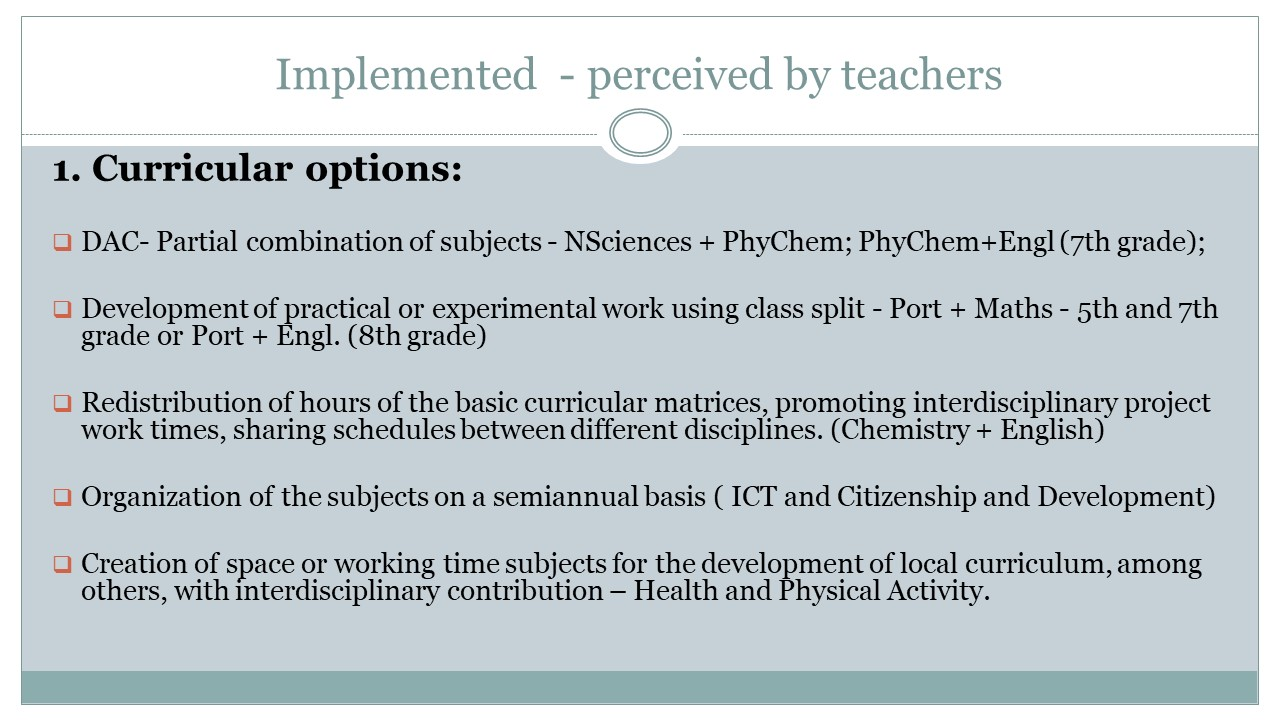 Implemented  - perceived by teachers
1. Curricular options:
DAC- Partial combination of subjects - NSciences + PhyChem; PhyChem+Engl (7th grade);
Development of practical or experimental work using class split - Port + Maths - 5th and 7th
grade or Port + Engl. (8th grade)
Redistribution of hours of the basic curricular matrices, promoting interdisciplinary project
work times, sharing schedules between different disciplines. (Chemistry + English)
Organization of the subjects on a semiannual basis ( ICT and Citizenship and Development)
Creation of space or working time subjects for the development of local curriculum, among
others, with interdisciplinary contribution – Health and Physical Activity.